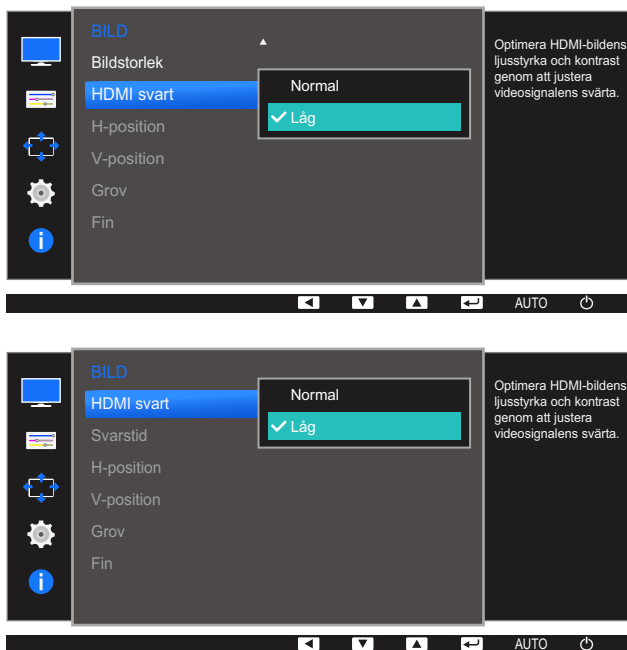 BILD
Bildstorlek
HDMI svart
H-position
V-position
Grov
Fin
Normal
Låg
Optimera HDMI-bildens
ljusstyrka och kontrast
genom att justera
videosignalens svärta.
AUTO
BILD
HDMI svart
Svarstid
H-position
V-position
Grov
Fin
Normal
Låg
Optimera HDMI-bildens
ljusstyrka och kontrast
genom att justera
videosignalens svärta.
AUTO